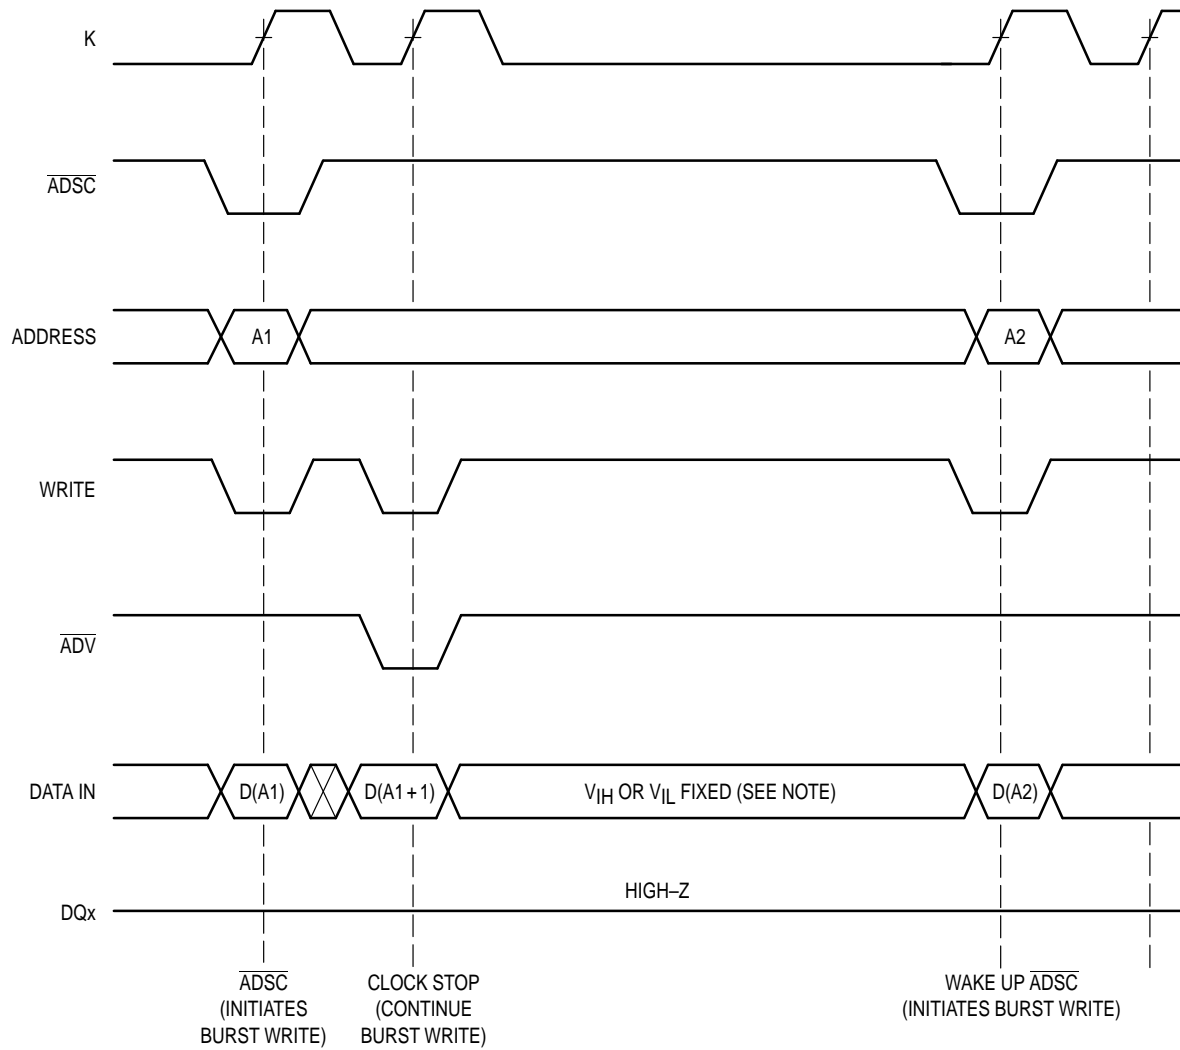 K
ADSC
ADDRESS
A1
A2
WRITE
ADV
DATA IN
D(A1)
D(A1 + 1)
VIH OR VIL FIXED (SEE NOTE)
D(A2)
HIGH–Z
DQx
ADSC
(INITIATES
BURST WRITE)
CLOCK STOP
(CONTINUE
BURST WRITE)
WAKE UP ADSC
(INITIATES BURST WRITE)